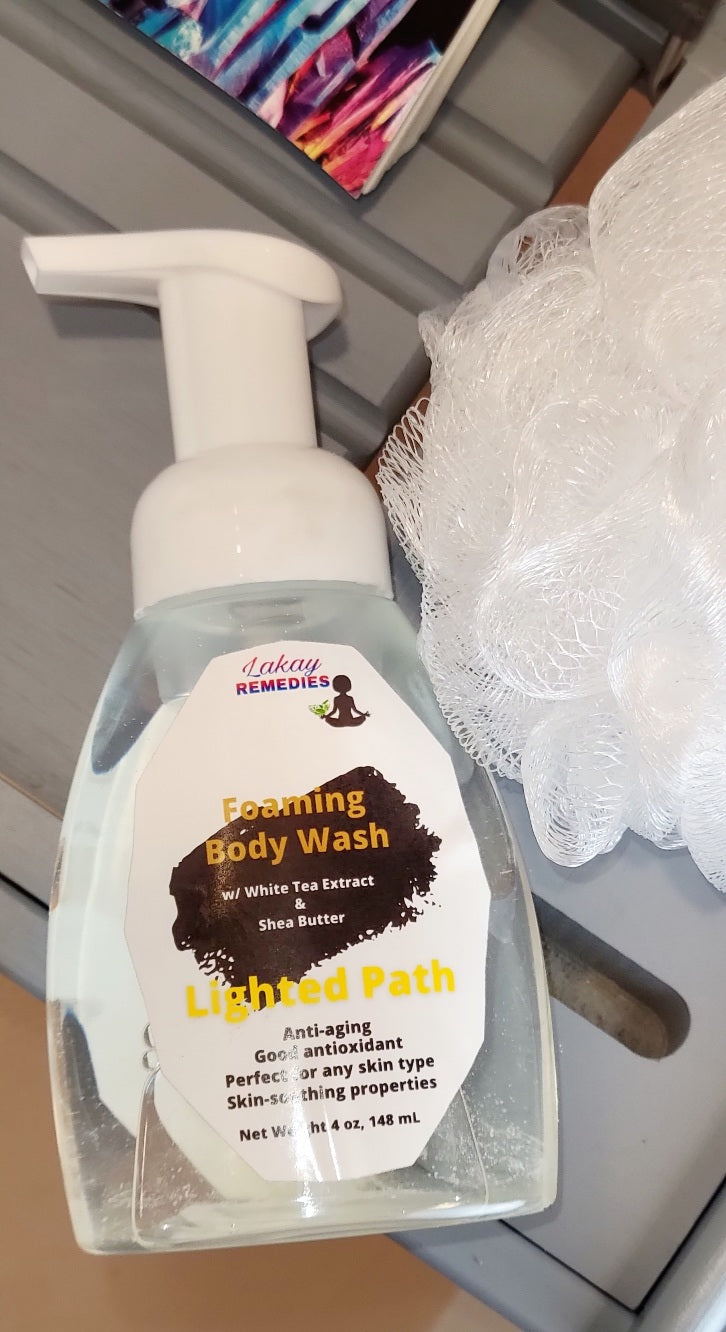 Lakay
REMEDIES
Foaming
Body Wash
w/ White Tea Extract
&
Shea Butter
Lighted Path
Anti-aging
Good antioxidant
Perfect for any skin type
Skin-soothing properties
Net Weight 4 oz, 148 mL